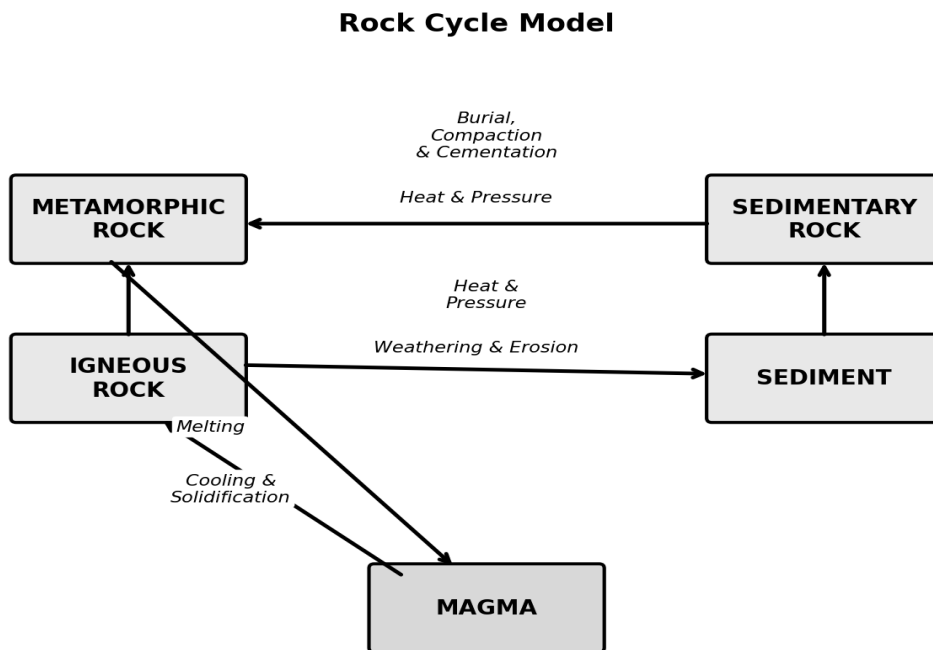 Rock Cycle Model
Burial,
Compaction
& Cementation
Heat & Pressure
METAMORPHIC
ROCK
SEDIMENTARY
ROCK
Heat &
Pressure
Weathering & Erosion
IGNEOUS
ROCK
SEDIMENT
Melting
Cooling &
Solidification
MAGMA